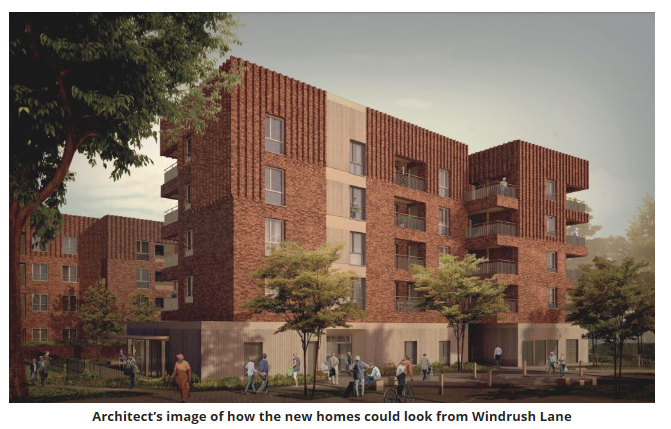 Architect’s image of how the new homes could look from Windrush Lane